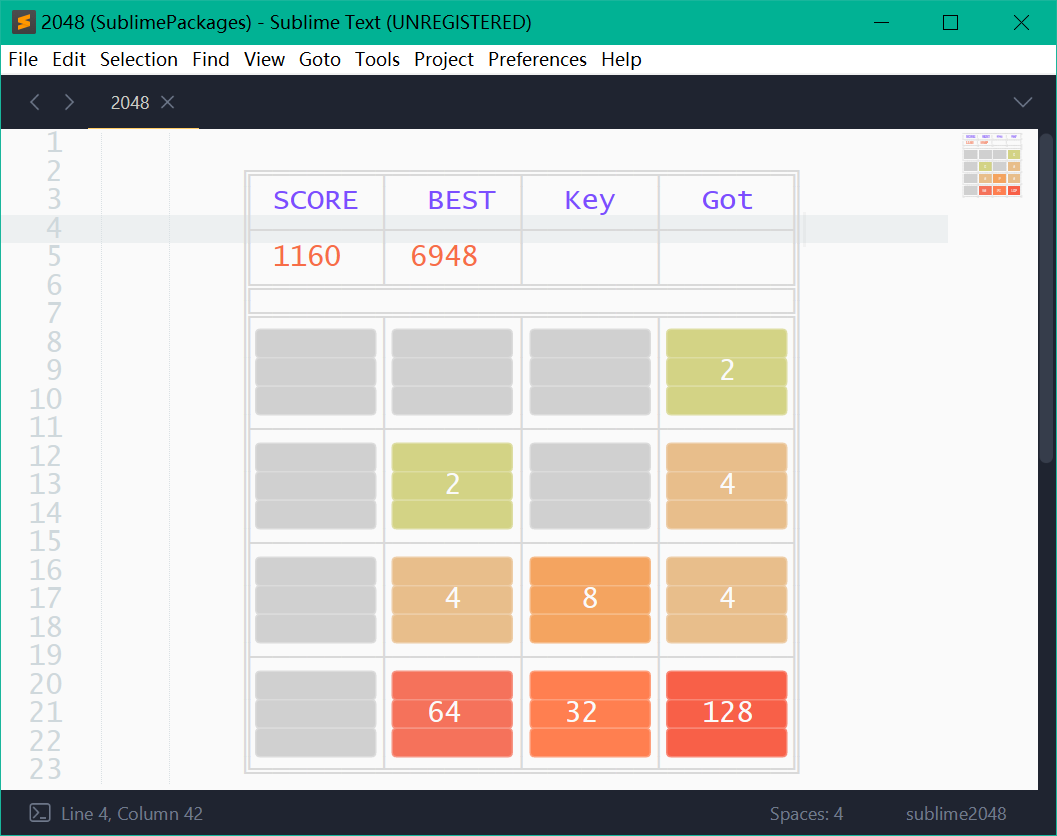 2048 (SublimePackages) - Sublime Text (UNREGISTERED)
File Edit Selection Find View Goto Tools Project Preferences Help
2048
1
2
3 SCORE BEST Key Got
4
5 1160 6948
6
7
8
9 2
10
11
12
13 2 4
14
15
16
17 4 8 4
18
19
20
21 64 32 128
22
23
Line 4, Column 42 Spaces: 4 sublime2048